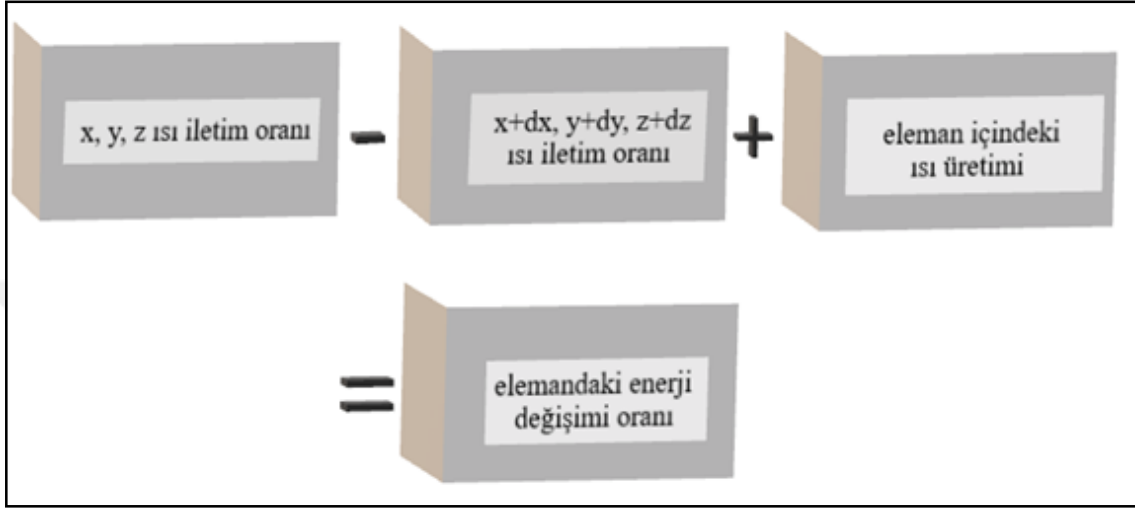 x, y, z ısı iletim oranı
-
x+dx, y+dy, z+dz
ısı iletim oranı
+
eleman içindeki
ısı üretimi
=
elemandaki enerji
değişimi oranı